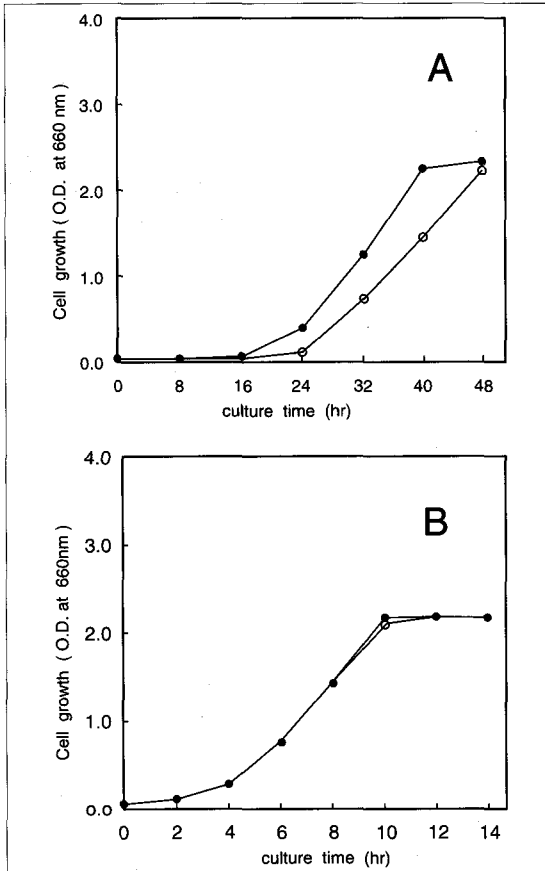 A
Cell growth ( O.D. at 660 nm )
4.0
3.0
2.0
1.0
0.0
0 8 16 24 32 40 48
culture time (hr)
B
Cell growth ( O.D. at 660nm )
4.0
3.0
2.0
1.0
0.0
0 2 4 6 8 10 12 14
culture time (hr)